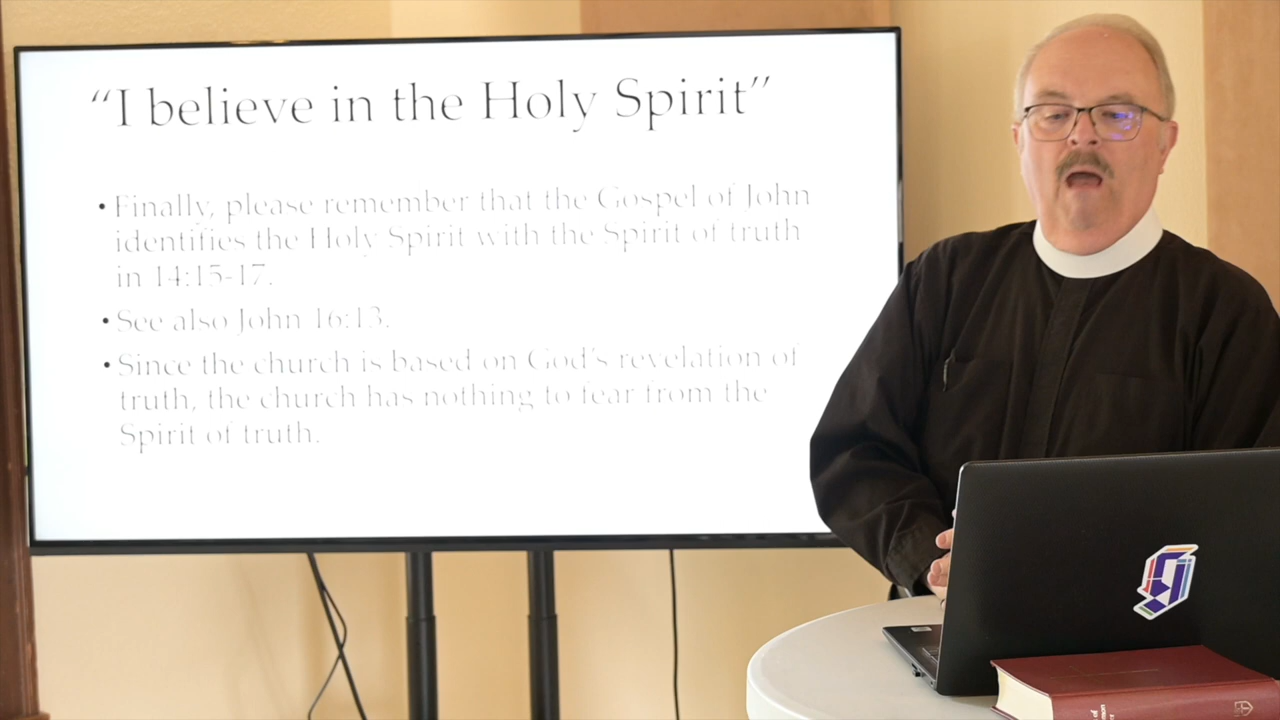 “I believe in the Holy Spirit”
• Finally, please remember that the Gospel of John
identifies the Holy Spirit with the Spirit of truth
in 14:15-17.
• See also John 16:13.
• Since the church is based on God’s revelation of
truth, the church has nothing to fear from the
Spirit of truth.